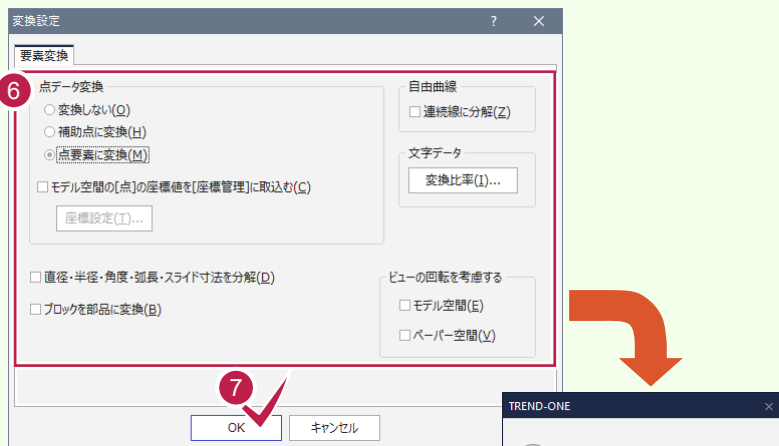 変換設定
? ×
要素変換
6
点データ変換
変換しない(O)
補助点に変換(H)
点要素に変換(M)
モデル空間の[点]の座標値を[座標管理]に取込む(C)
座標設定(T)...
自由曲線
連続線に分解(Z)
文字データ
変換比率(I)...
直径・半径・角度・弧長・スライド寸法を分解(D)
ブロックを部品に変換(B)
ビューの回転を考慮する
モデル空間(E)
ペーパー空間(V)
7
OK
キャンセル
TREND-ONE ×